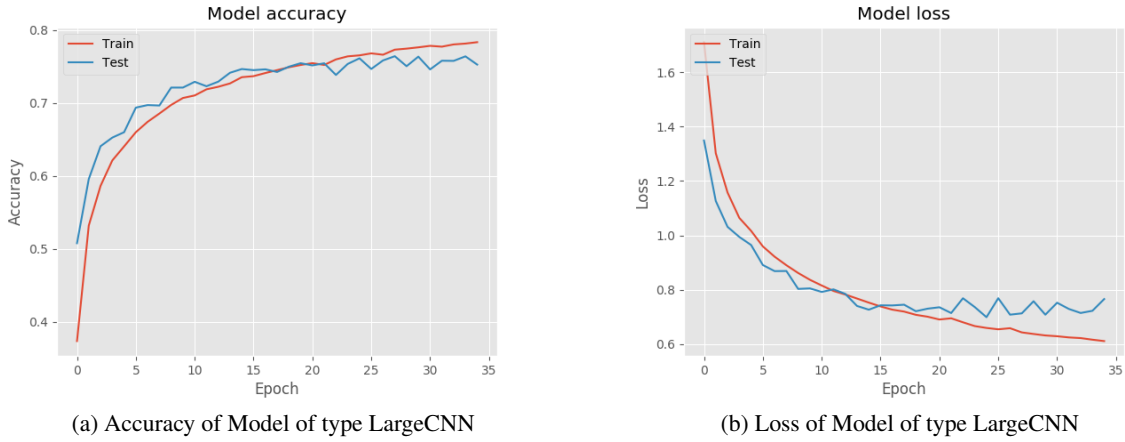 Model accuracy
Train
Test
0.8
0.7
0.6
0.5
0.4
Accuracy
0 5 10 15 20 25 30 35
Epoch
(a) Accuracy of Model of type LargeCNN
Model loss
Train
Test
1.6
1.4
1.2
1.0
0.8
0.6
Loss
0 5 10 15 20 25 30 35
Epoch
(b) Loss of Model of type LargeCNN